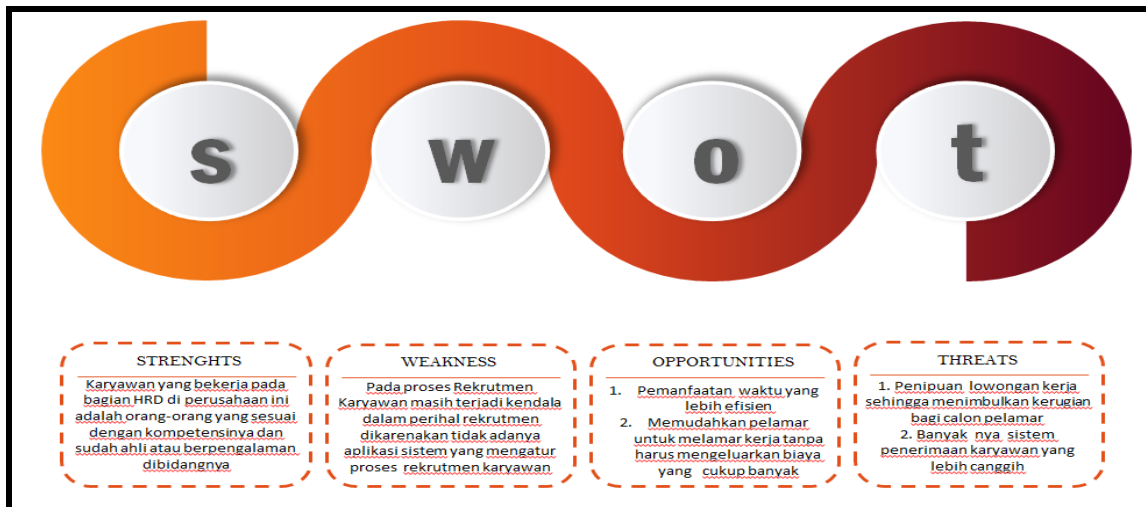 s w o t
STRENGHTS
Karyawan yang bekerja pada
bagian HRD di perusahaan ini
adalah orang-orang yang sesuai
dengan kompetensinya dan
sudah ahli atau berpengalaman
dibidangnya
WEAKNESS
Pada proses Rekrutmen
Karyawan masih terjadi kendala
dalam perihal rekrutmen
dikarenakan tidak adanya
aplikasi sistem yang mengatur
proses rekrutmen karyawan
OPPORTUNITIES
1. Pemanfaatan waktu yang
lebih efisien
2. Memudahkan pelamar
untuk melamar kerja tanpa
harus mengeluarkan biaya
yang cukup banyak
THREATS
1. Penipuan lowongan kerja
sehingga menimbulkan kerugian
bagi calon pelamar
2. Banyak nya sistem
penerimaan karyawan yang
lebih canggih